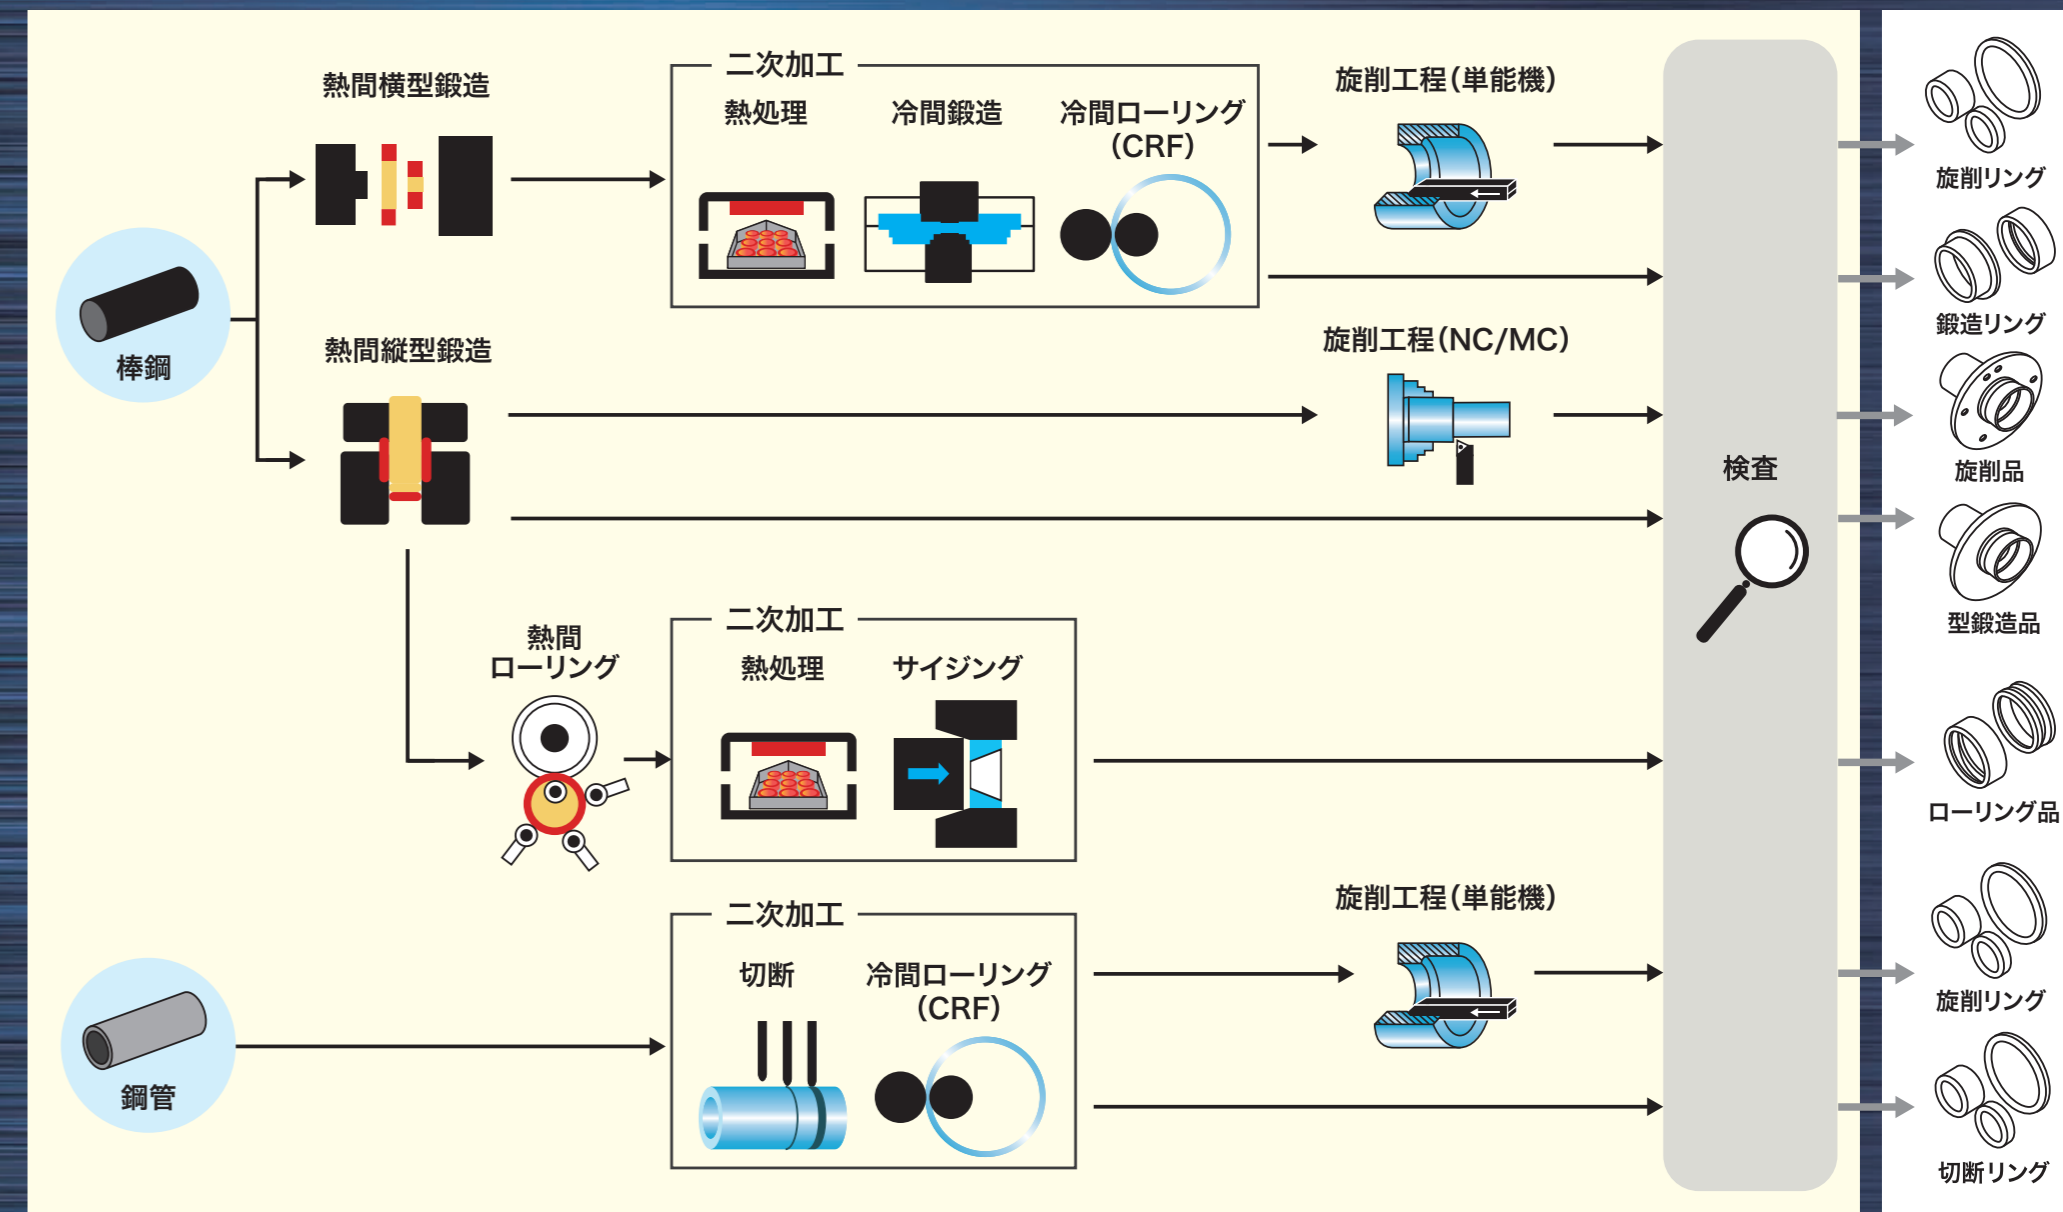 熱間横型鍛造
二次加工
熱処理
冷間鍛造
冷間ローリング
(CRF)
旋削工程(単能機)
旋削リング
棒鋼
鍛造リング
熱間縦型鍛造
旋削工程(NC/MC)
旋削品
検査
型鍛造品
熱間
ローリング
二次加工
熱処理
サイジング
ローリング品
鋼管
二次加工
切断
冷間ローリング
(CRF)
旋削工程(単能機)
旋削リング
切断リング